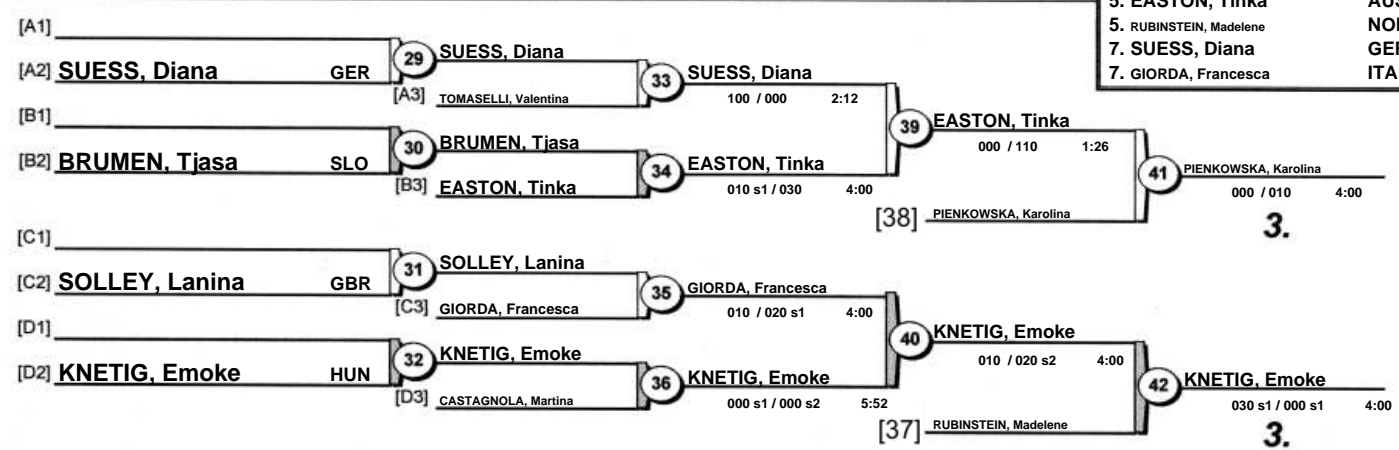 5. EASTON, Tinka AUS
5. RUBINSTEIN, Madelene
7. SUESS, Diana
7. GIORDA, Francesca ITA
[A1]
[A2] SUESS, Diana GER
29
SUESS, Diana
[A3] TOMASELLI, Valentina
33
SUESS, Diana
100 / 000 2:12
[B1]
[B2] BRUMEN, Tjasa SLO
30
BRUMEN, Tjasa
[B3] EASTON, Tinka
34
EASTON, Tinka
010 s1 / 030 4:00
39
EASTON, Tinka
000 / 110 1:26
[38] PIENKOWSKA, Karolina
41
PIENKOWSKA, Karolina
000 / 010 4:00
3.
[C1]
[C2] SOLLEY, Lanina GBR
31
SOLLEY, Lanina
[C3] GIORDA, Francesca
35
GIORDA, Francesca
010 / 020 s1 4:00
[D1]
[D2] KNETIG, Emoke HUN
32
KNETIG, Emoke
[D3] CASTAGNOLA, Martina
36
KNETIG, Emoke
000 s1 / 000 s2 5:52
40
KNETIG, Emoke
010 / 020 s2 4:00
[37] RUBINSTEIN, Madelene
42
KNETIG, Emoke
030 s1 / 000 s1 4:00
3.